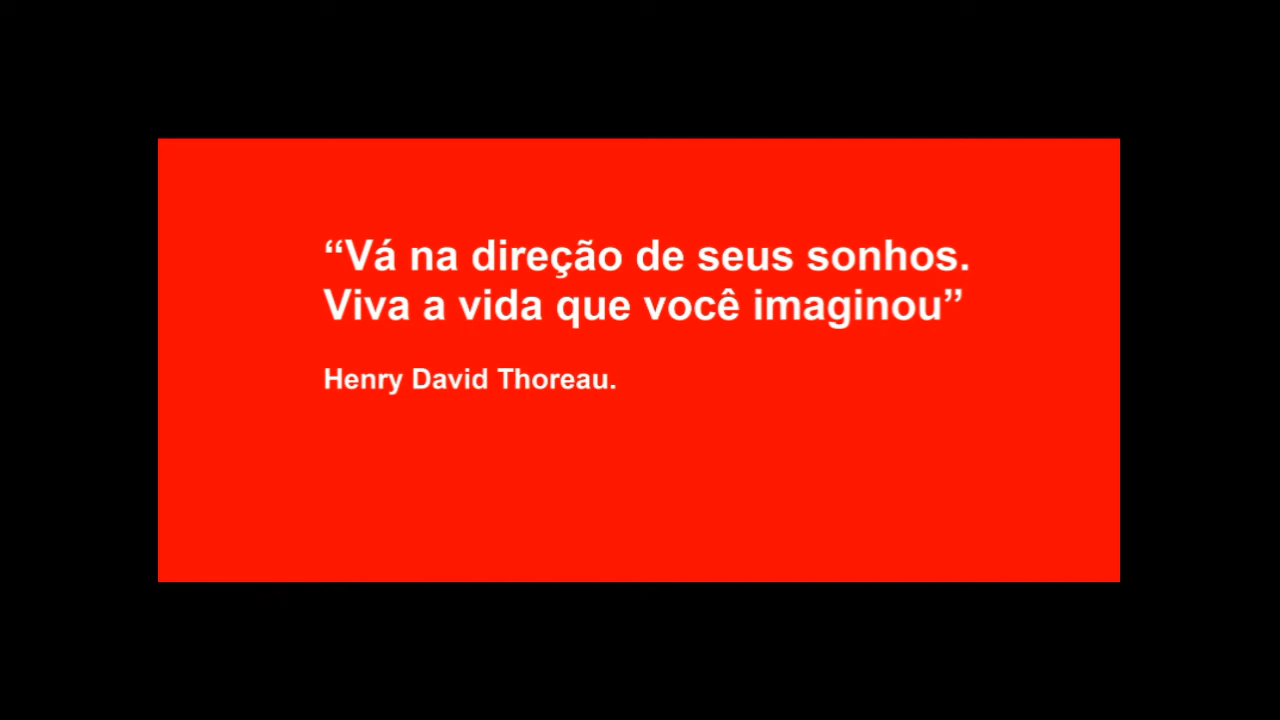 “Vá na direção de seus sonhos.
Viva a vida que você imaginou”
Henry David Thoreau.